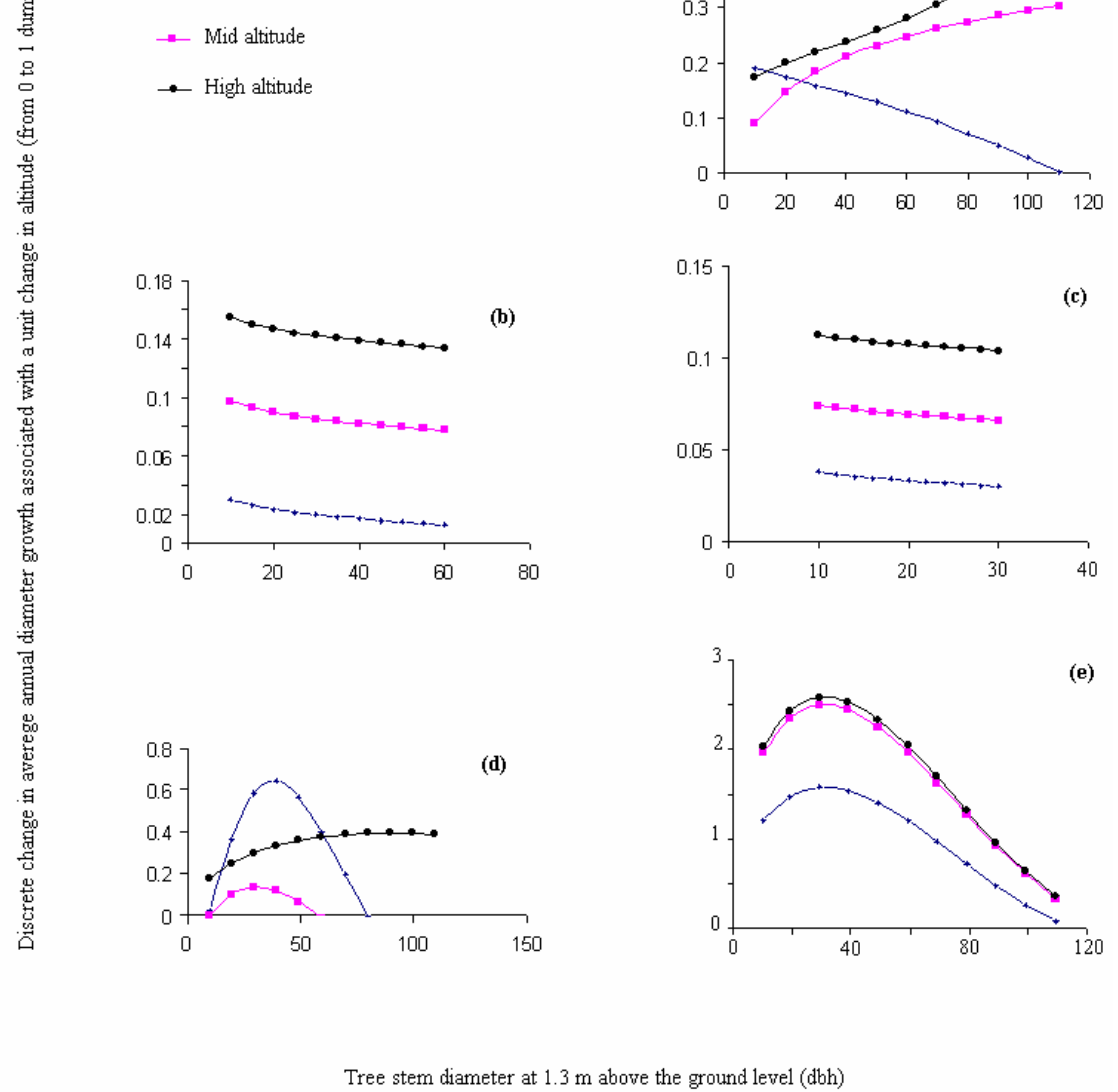 Discrete change in averege annual diameter growth associated with a unit change in altitude (from 0 to 1
Mid altitude
High altitude
0.3
0.2
0.1
0
0 20 40 60 80 100 120
(b)
0.18
0.14
0.1
0.06
0.02
0
0 20 40 60 80
(c)
0.15
0.1
0.05
0
0 10 20 30 40
(d)
0.8
0.6
0.4
0.2
0
0 50 100 150
(e)
3
2
1
0
0 40 80 120
Tree stem diameter at 1.3 m above the ground level (dbh)